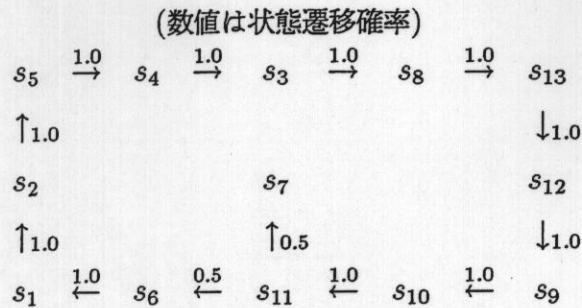 (数値は状態遷移確率)
s₅ →1.0 s₄ →1.0 s₃ →1.0 s₈ →1.0 s₁₃
↑1.0 ↓1.0
s₂ s₇ s₁₂
↑1.0 ↑0.5 ↓1.0
s₁ ←1.0 s₆ ←0.5 s₁₁ ←1.0 s₁₀ ←1.0 s₉